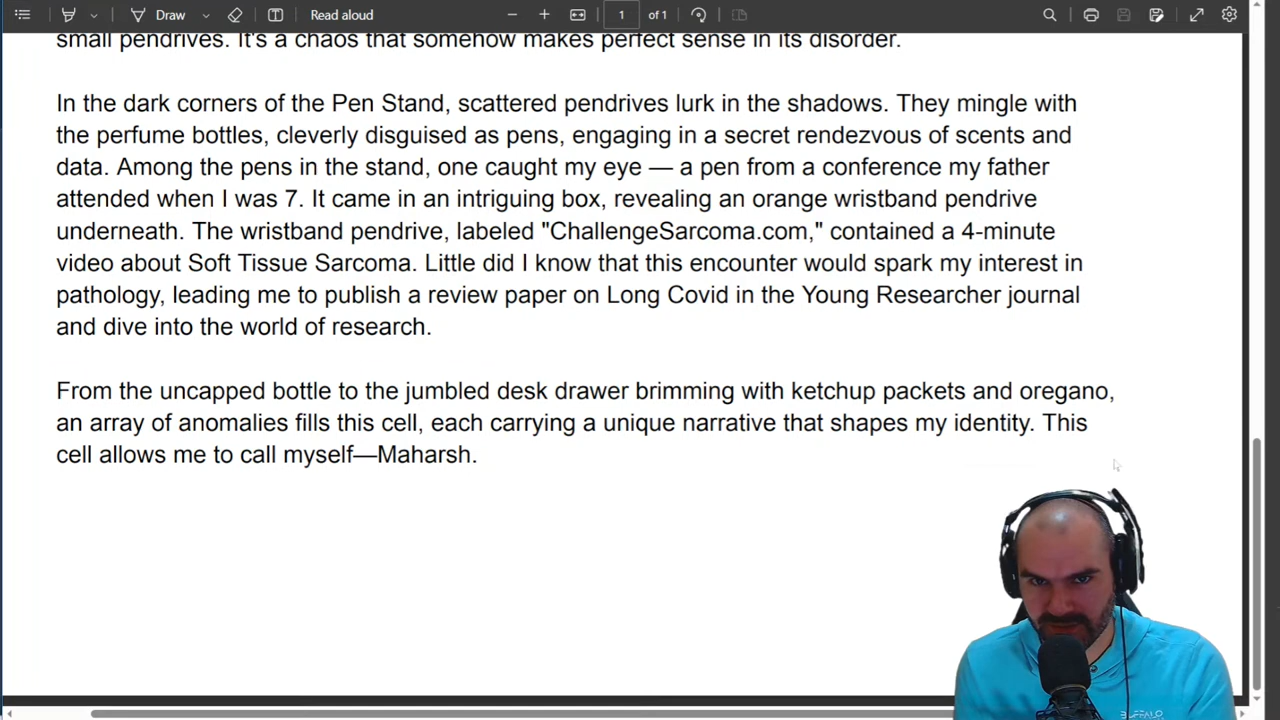 Draw
Read aloud
1
of 1
small pendrives. It's a chaos that somehow makes perfect sense in its disorder.
In the dark corners of the Pen Stand, scattered pendrives lurk in the shadows. They mingle with
the perfume bottles, cleverly disguised as pens, engaging in a secret rendezvous of scents and
data. Among the pens in the stand, one caught my eye — a pen from a conference my father
attended when I was 7. It came in an intriguing box, revealing an orange wristband pendrive
underneath. The wristband pendrive, labeled "ChallengeSarcoma.com," contained a 4-minute
video about Soft Tissue Sarcoma. Little did I know that this encounter would spark my interest in
pathology, leading me to publish a review paper on Long Covid in the Young Researcher journal
and dive into the world of research.
From the uncapped bottle to the jumbled desk drawer brimming with ketchup packets and oregano,
an array of anomalies fills this cell, each carrying a unique narrative that shapes my identity. This
cell allows me to call myself—Maharsh.
BUFFALO